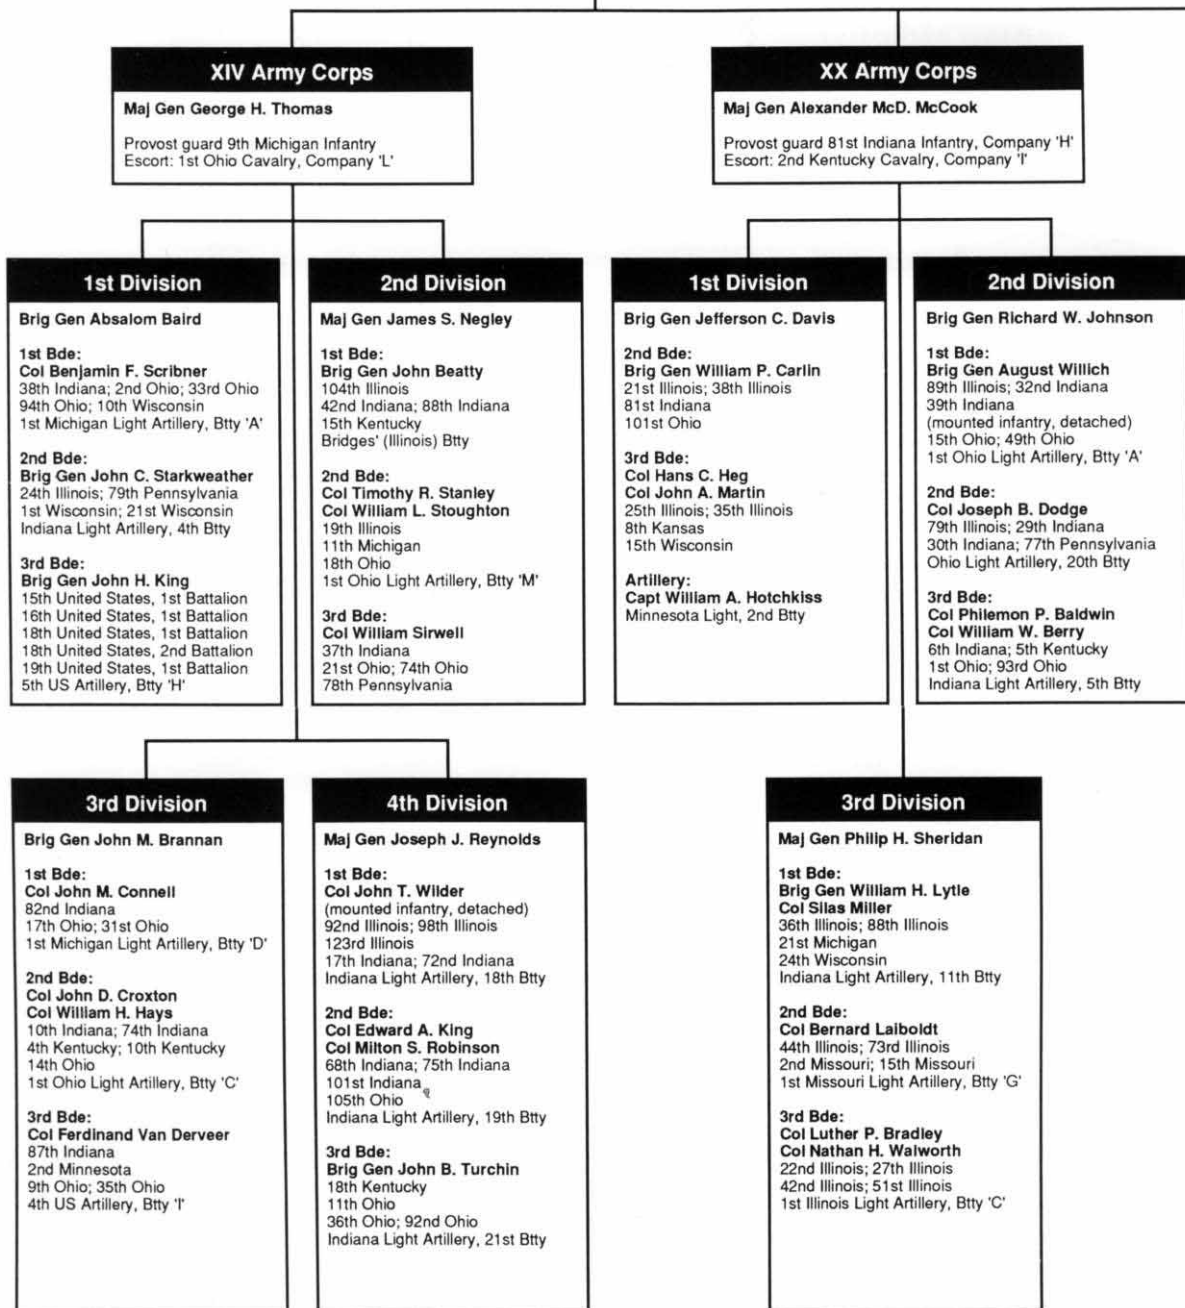 XIV Army Corps
Maj Gen George H. Thomas
Provost guard 9th Michigan Infantry
Escort: 1st Ohio Cavalry, Company 'L'
XX Army Corps
Maj Gen Alexander McD. McCook
Provost guard 81st Indiana Infantry, Company 'H'
Escort: 2nd Kentucky Cavalry, Company 'I'
1st Division
Brig Gen Absalom Baird
1st Bde:
Col Benjamin F. Scribner
38th Indiana; 2nd Ohio; 33rd Ohio
94th Ohio; 10th Wisconsin
1st Michigan Light Artillery, Btty 'A'
2nd Bde:
Brig Gen John C. Starkweather
24th Illinois; 79th Pennsylvania
1st Wisconsin; 21st Wisconsin
Indiana Light Artillery, 4th Btty
3rd Bde:
Brig Gen John H. King
15th United States, 1st Battalion
16th United States, 1st Battalion
18th United States, 1st Battalion
18th United States, 2nd Battalion
19th United States, 1st Battalion
5th US Artillery, Btty 'H'
2nd Division
Maj Gen James S. Negley
1st Bde:
Brig Gen John Beatty
104th Illinois
42nd Indiana; 88th Indiana
15th Kentucky
Bridges' (Illinois) Btty
2nd Bde:
Col Timothy R. Stanley
Col William L. Stoughton
19th Illinois
11th Michigan
18th Ohio
1st Ohio Light Artillery, Btty 'M'
3rd Bde:
Col William Sirwell
37th Indiana
21st Ohio; 74th Ohio
78th Pennsylvania
1st Division
Brig Gen Jefferson C. Davis
2nd Bde:
Brig Gen William P. Carlin
21st Illinois; 38th Illinois
81st Indiana
101st Ohio
3rd Bde:
Col Hans C. Heg
Col John A. Martin
25th Illinois; 35th Illinois
8th Kansas
15th Wisconsin
Artillery:
Capt William A. Hotchkiss
Minnesota Light, 2nd Btty
2nd Division
Brig Gen Richard W. Johnson
1st Bde:
Brig Gen August Willich
89th Illinois; 32nd Indiana
39th Indiana
(mounted infantry, detached)
15th Ohio; 49th Ohio
1st Ohio Light Artillery, Btty 'A'
2nd Bde:
Col Joseph B. Dodge
79th Illinois; 29th Indiana
30th Indiana; 77th Pennsylvania
Ohio Light Artillery, 20th Btty
3rd Bde:
Col Philemon P. Baldwin
Col William W. Berry
6th Indiana; 5th Kentucky
1st Ohio; 93rd Ohio
Indiana Light Artillery, 5th Btty
3rd Division
Brig Gen John M. Brannan
1st Bde:
Col John M. Connell
82nd Indiana
17th Ohio; 31st Ohio
1st Michigan Light Artillery, Btty 'D'
2nd Bde:
Col John D. Croxton
Col William H. Hays
10th Indiana; 74th Indiana
4th Kentucky; 10th Kentucky
14th Ohio
1st Ohio Light Artillery, Btty 'C'
3rd Bde:
Col Ferdinand Van Derveer
87th Indiana
2nd Minnesota
9th Ohio; 35th Ohio
4th US Artillery, Btty 'I'
4th Division
Maj Gen Joseph J. Reynolds
1st Bde:
Col John T. Wilder
(mounted infantry, detached)
92nd Illinois; 98th Illinois
123rd Illinois
17th Indiana; 72nd Indiana
Indiana Light Artillery, 18th Btty
2nd Bde:
Col Edward A. King
Col Milton S. Robinson
68th Indiana; 75th Indiana
101st Indiana
105th Ohio
Indiana Light Artillery, 19th Btty
3rd Bde:
Brig Gen John B. Turchin
18th Kentucky
11th Ohio
36th Ohio; 92nd Ohio
Indiana Light Artillery, 21st Btty
3rd Division
Maj Gen Philip H. Sheridan
1st Bde:
Brig Gen William H. Lytle
Col Silas Miller
36th Illinois; 88th Illinois
21st Michigan
24th Wisconsin
Indiana Light Artillery, 11th Btty
2nd Bde:
Col Bernard Laiboldt
44th Illinois; 73rd Illinois
2nd Missouri; 15th Missouri
1st Missouri Light Artillery, Btty 'G'
3rd Bde:
Col Luther P. Bradley
Col Nathan H. Walworth
22nd Illinois; 27th Illinois
42nd Illinois; 51st Illinois
1st Illinois Light Artillery, Btty 'C'